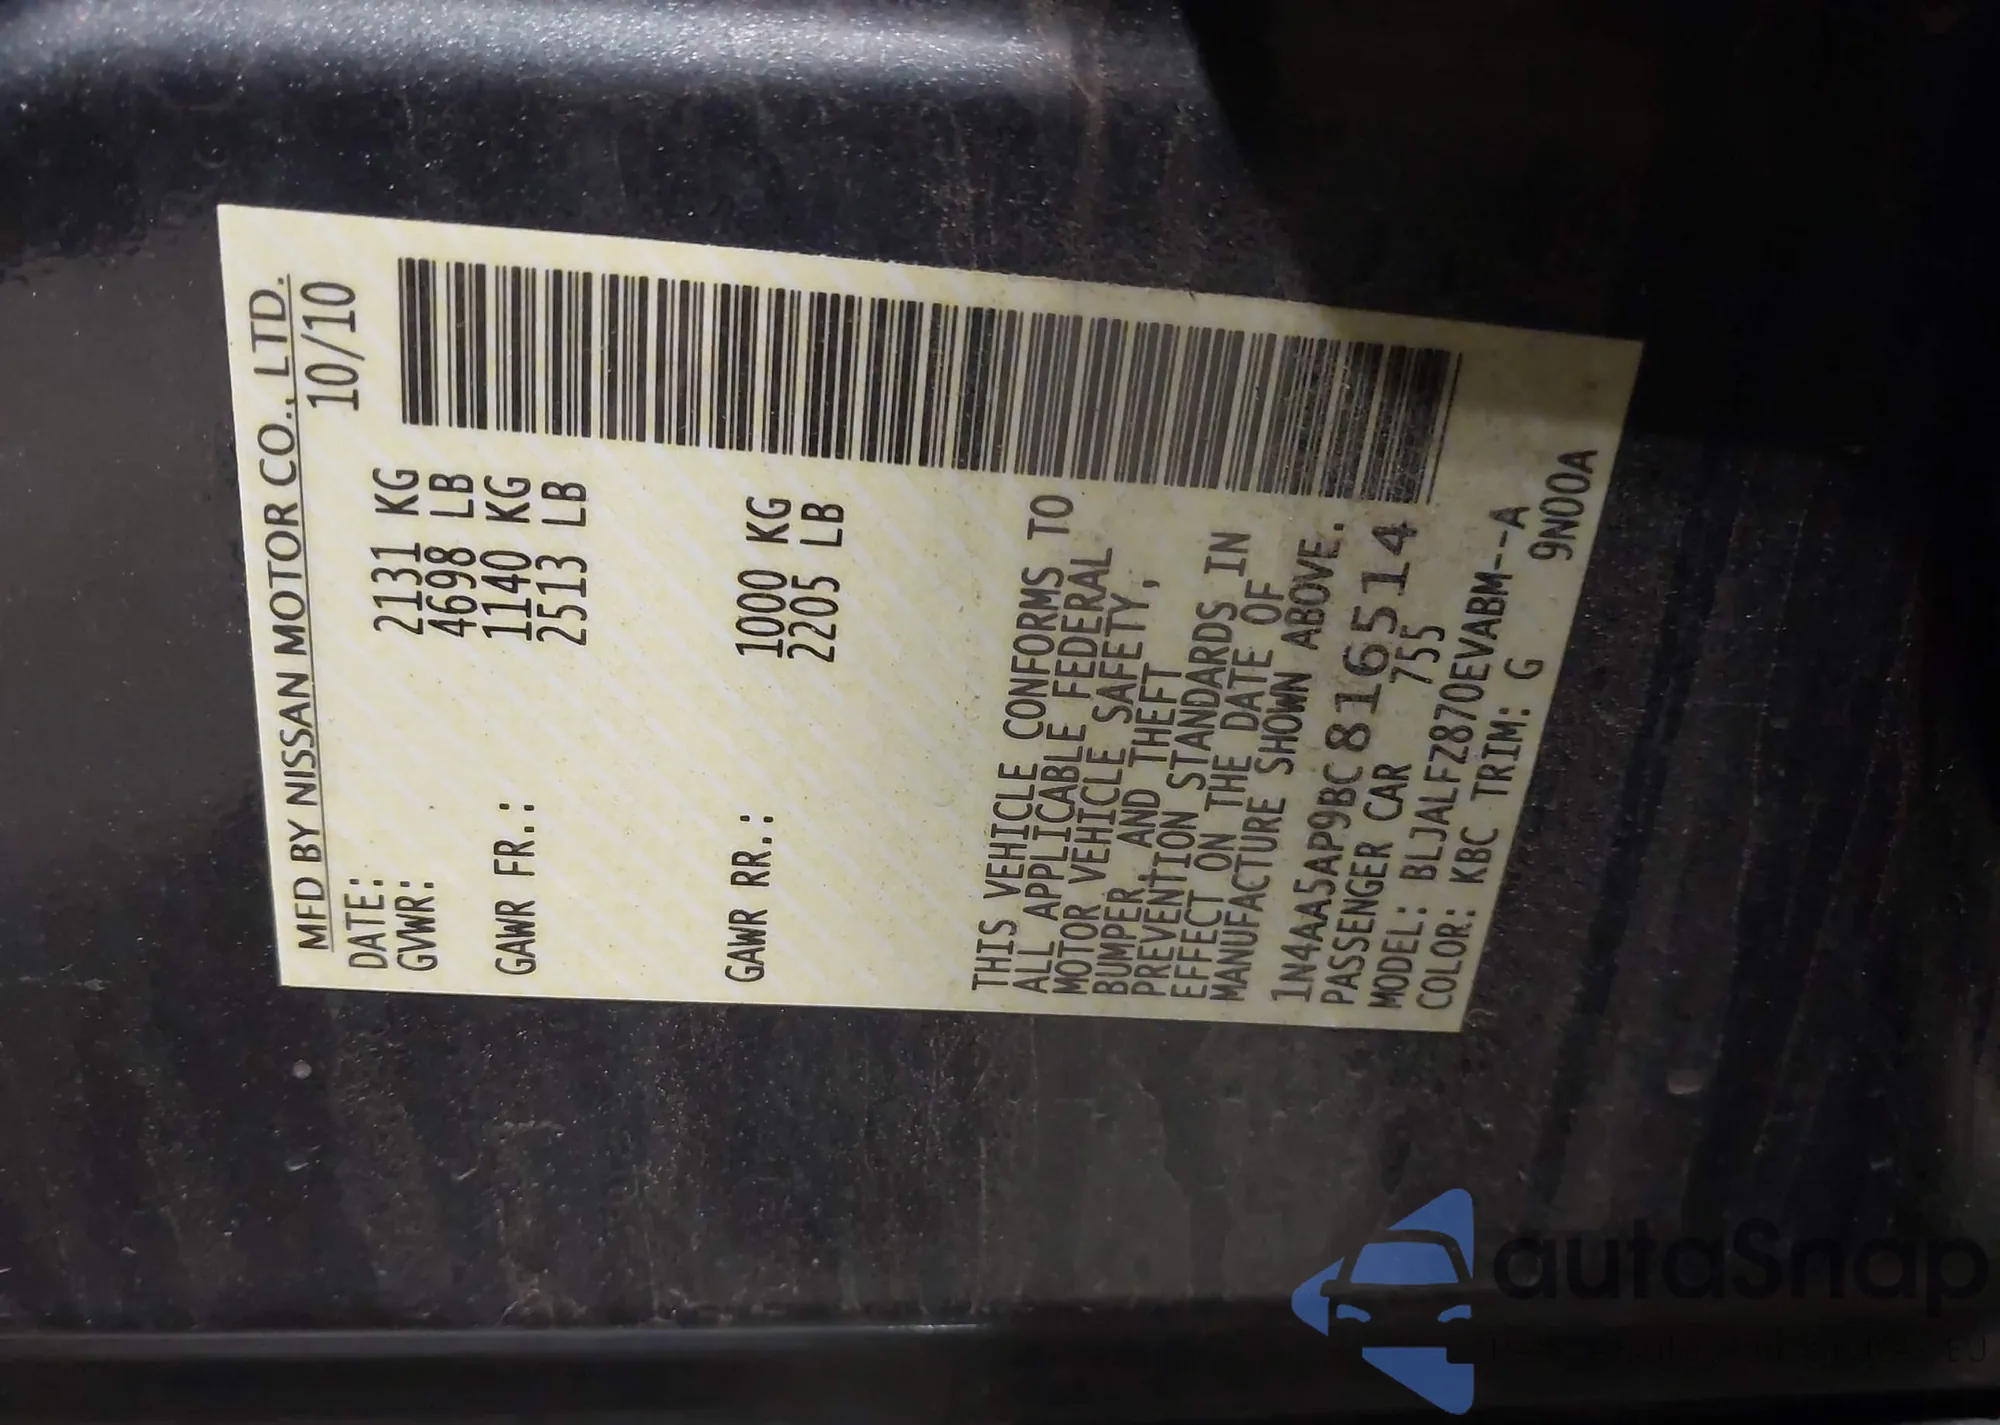 MFD BY NISSAN MOTOR CO., LTD.
DATE: 10/10
GVWR: 2131 KG
4698 LB
GAWR FR.: 1140 KG
2513 LB
GAWR RR.: 1000 KG
2205 LB
THIS VEHICLE CONFORMS TO
ALL APPLICABLE FEDERAL
MOTOR VEHICLE SAFETY,
BUMPER, AND THEFT
PREVENTION STANDARDS IN
EFFECT ON THE DATE OF
MANUFACTURE SHOWN ABOVE.
1N4AA5AP9BC816514
PASSENGER CAR 755
MODEL: BLJALFZ870EVABM--A
COLOR: KBC TRIM: G 9N00A
autaSnap